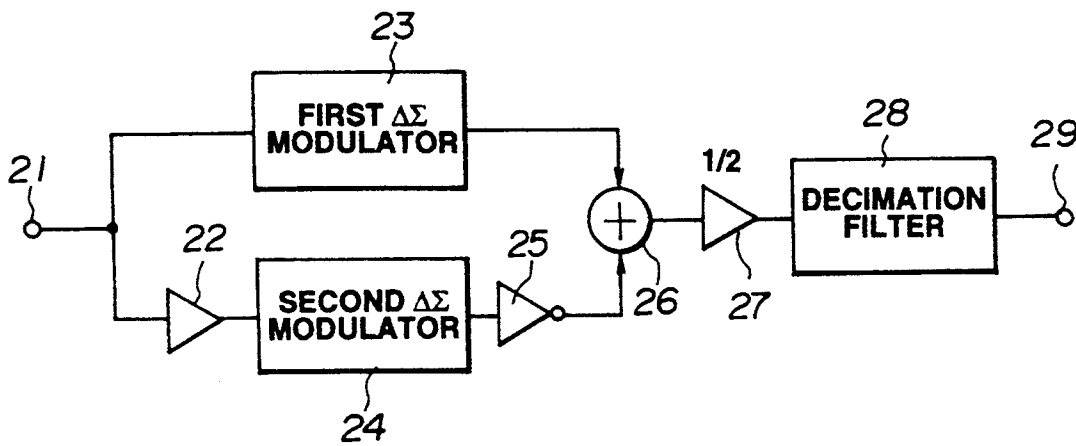 23
FIRST ΔΣ
MODULATOR
21
22
SECOND ΔΣ
MODULATOR
24
25
26
1/2
27
28
DECIMATION
FILTER
29